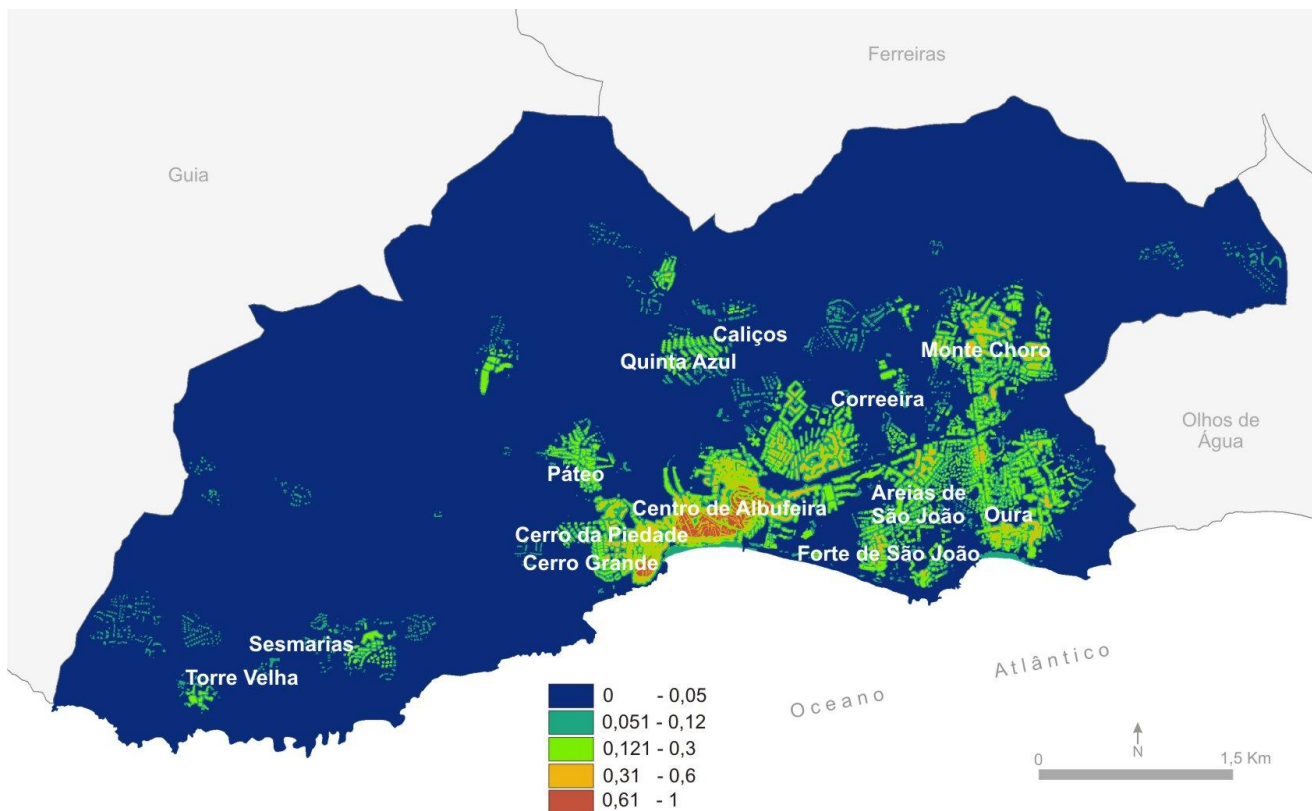 Ferreiras
Guia
Caliços
Quinta Azul
Monte Choro
Correeira
Olhos de
Água
Páteo
Centro de Albufeira
Areias de
São João
Oura
Cerro da Piedade
Forte de São João
Cerro Grande
Sesmarias
Torre Velha
Oceano Atlântico
0 - 0,05
0,051 - 0,12
0,121 - 0,3
0,31 - 0,6
0,61 - 1
N
0 1,5 Km